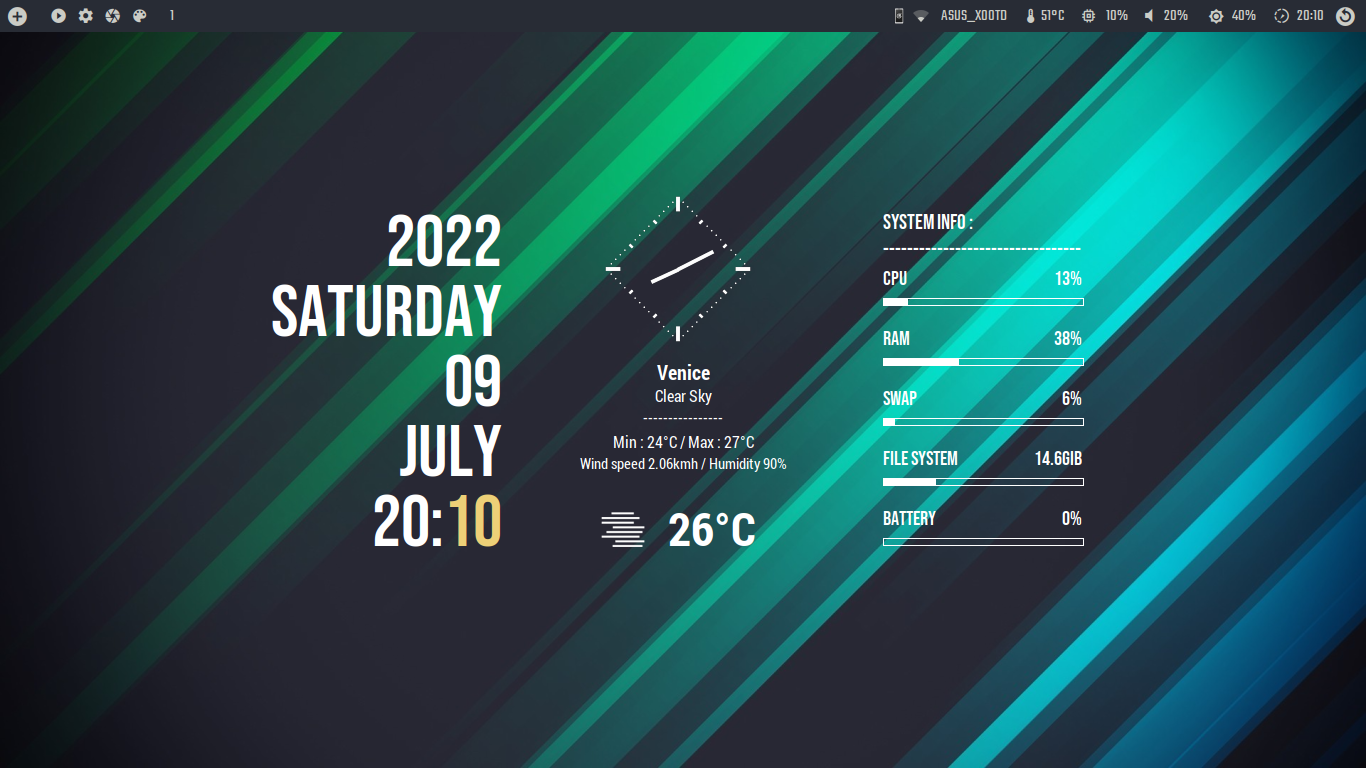 1
ASUS_X00TD 51°C 10% 20% 40% 20:10
2022
SATURDAY
09
JULY
20:10
Venice
Clear Sky
----------------
Min : 24°C / Max : 27°C
Wind speed 2.06kmh / Humidity 90%
26°C
SYSTEM INFO :
---------------------------------
CPU 13%
RAM 38%
SWAP 6%
FILE SYSTEM 14.6GIB
BATTERY 0%